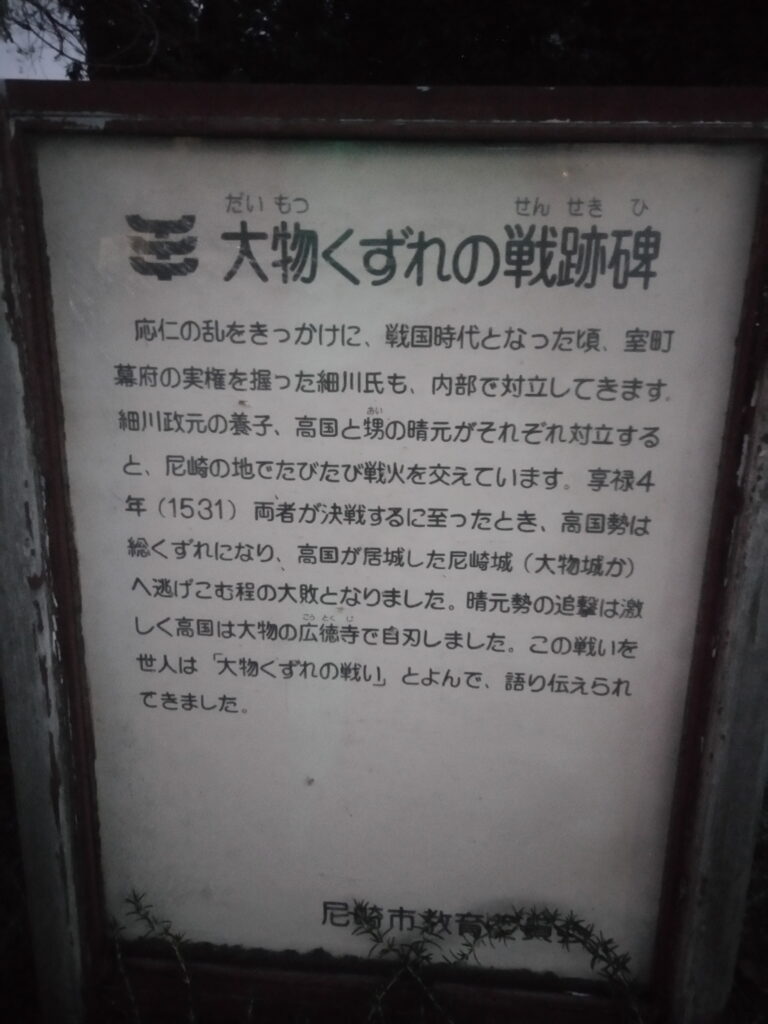 だいもつ せんせきひ
大物くずれの戦跡碑
応仁の乱をきっかけに、戦国時代となった頃、室町
幕府の実権を握った細川氏も、内部で対立してきます。
細川政元の養子、高国と甥の晴元がそれぞれ対立する
と、尼崎の地でたびたび戦火を交えています。享禄4
年（1531）両者が決戦するに至ったとき、高国勢は
総くずれになり、高国が居城した尼崎城（大物城か）
へ逃げこむ程の大敗となりました。晴元勢の追撃は激
しく高国は大物の広徳寺で自刃しました。この戦いを
世人は「大物くずれの戦い」とよんで、語り伝えられ
てきました。
尼崎市教育委員会